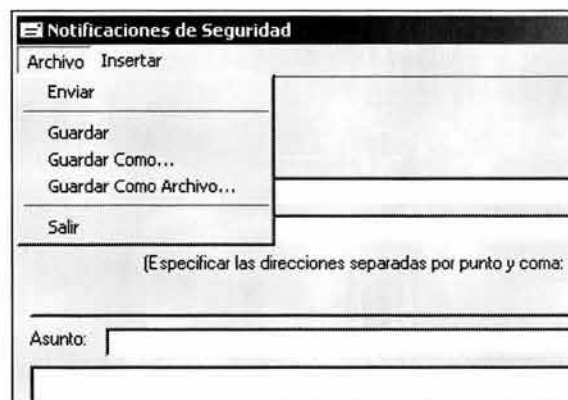 Notificaciones de Seguridad
Archivo Insertar
Enviar
Guardar
Guardar Como...
Guardar Como Archivo...
Salir
(Especificar las direcciones separadas por punto y coma:
Asunto: